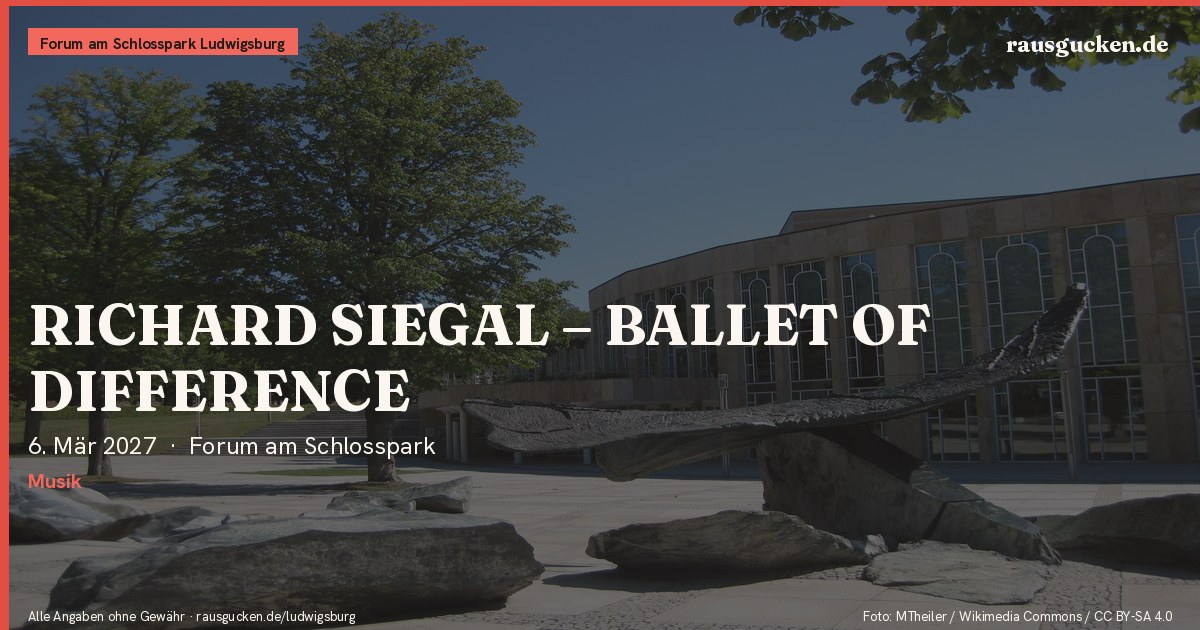 Forum am Schlosspark Ludwigsburg
rausgucken.de
RICHARD SIEGAL – BALLET OF
DIFFERENCE
6. Mär 2027 · Forum am Schlosspark
Musik
Alle Angaben ohne Gewähr · rausgucken.de/ludwigsburg
Foto: MTheiler / Wikimedia Commons / CC BY-SA 4.0